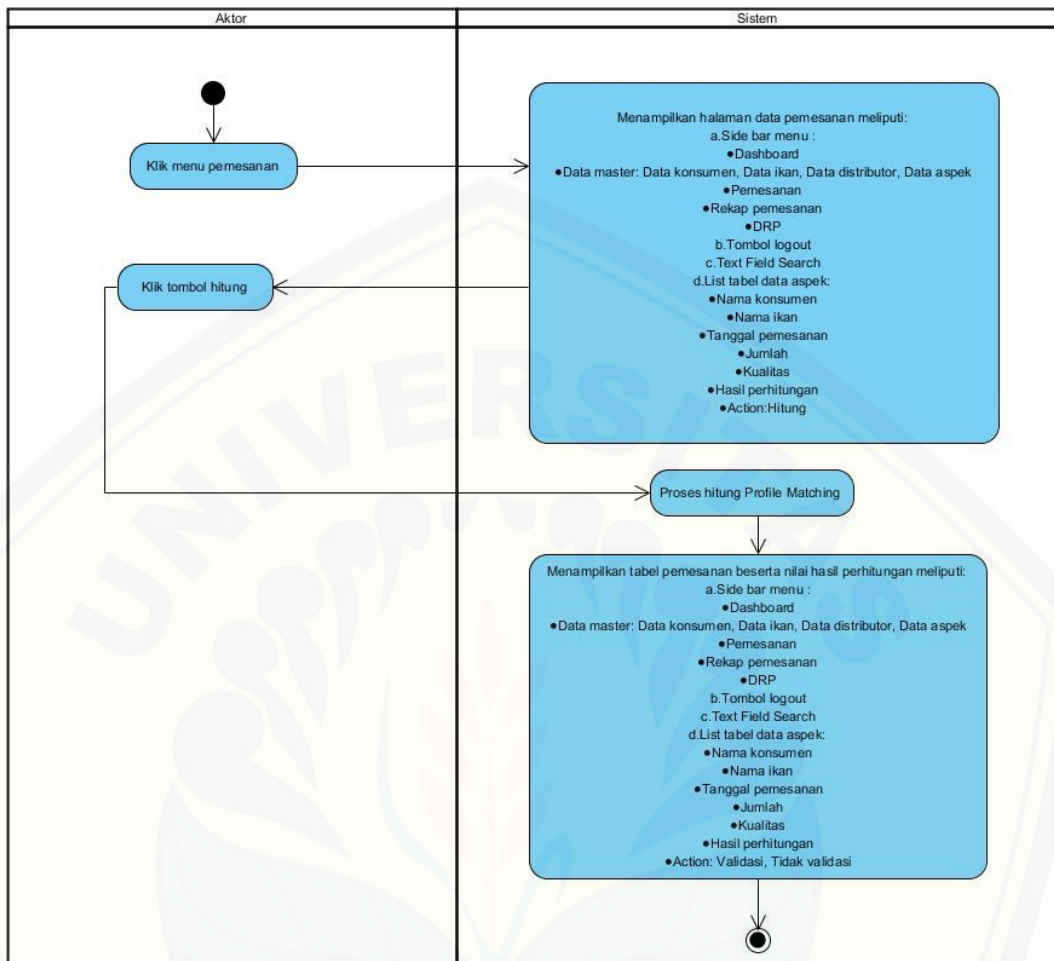 Aktor
Sistem
Klik menu pemesanan
Menampilkan halaman data pemesanan meliputi:
a.Side bar menu :
●Dashboard
●Data master: Data konsumen, Data ikan, Data distributor, Data aspek
●Pemesanan
●Rekap pemesanan
●DRP
b.Tombol logout
c.Text Field Search
d.List tabel data aspek:
●Nama konsumen
●Nama ikan
●Tanggal pemesanan
●Jumlah
●Kualitas
●Hasil perhitungan
●Action:Hitung
Klik tombol hitung
Proses hitung Profile Matching
Menampilkan tabel pemesanan beserta nilai hasil perhitungan meliputi:
a.Side bar menu :
●Dashboard
●Data master: Data konsumen, Data ikan, Data distributor, Data aspek
●Pemesanan
●Rekap pemesanan
●DRP
b.Tombol logout
c.Text Field Search
d.List tabel data aspek:
●Nama konsumen
●Nama ikan
●Tanggal pemesanan
●Jumlah
●Kualitas
●Hasil perhitungan
●Action: Validasi, Tidak validasi
UNIVERSITAS